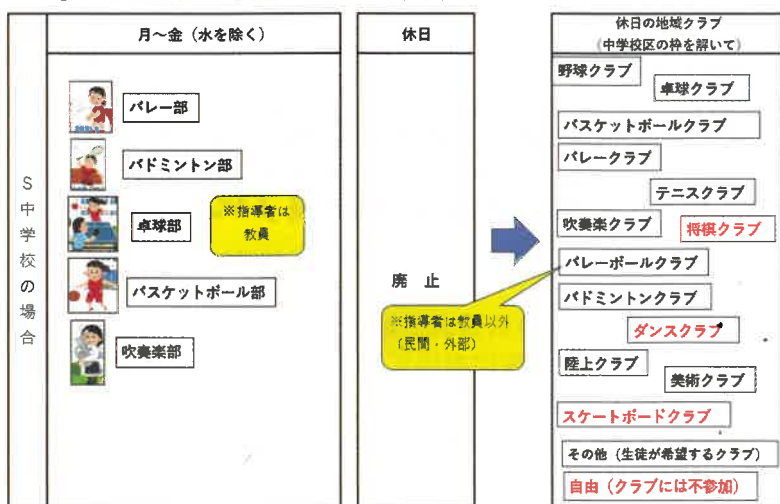 S中学校の場合
月～金（水を除く）
バレー部
バドミントン部
卓球部
※指導者は
教員
バスケットボール部
吹奏楽部
休日
廃 止
※指導者は教員以外
（民間・外部）
休日の地域クラブ
（中学校区の枠を解いて）
野球クラブ
卓球クラブ
バスケットボールクラブ
バレークラブ
テニスクラブ
吹奏楽クラブ
将棋クラブ
バレーボールクラブ
バドミントンクラブ
ダンスクラブ
陸上クラブ
美術クラブ
スケートボードクラブ
その他（生徒が希望するクラブ）
自由（クラブには不参加）